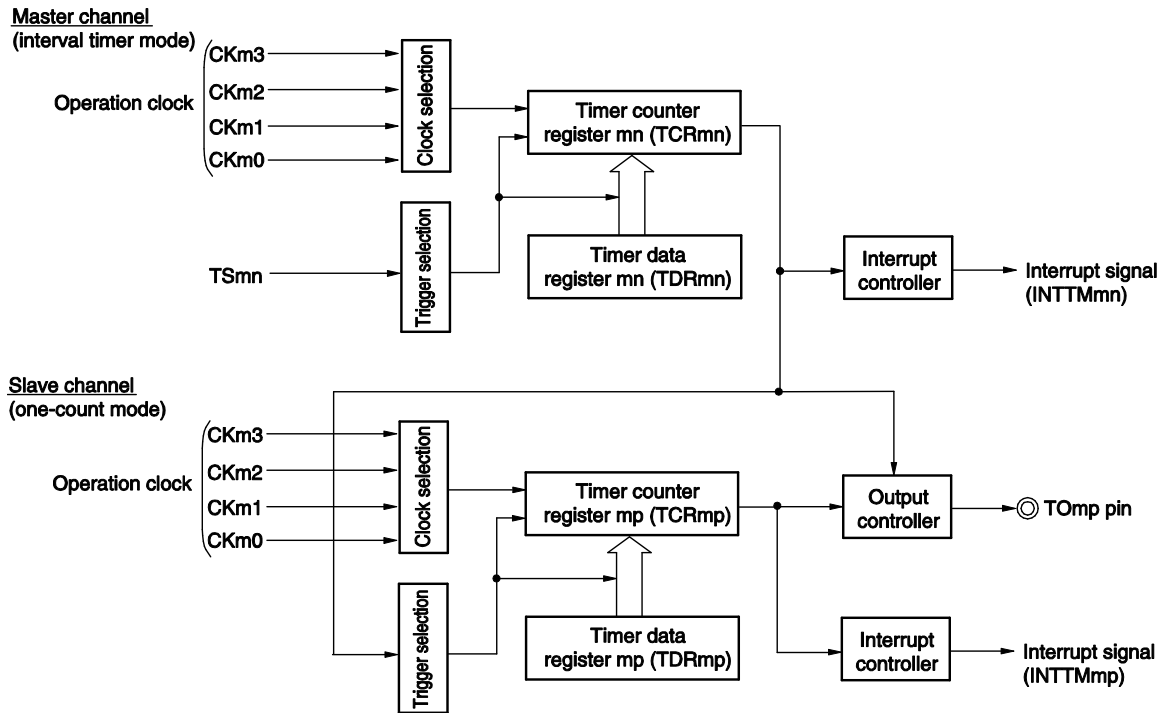 Master channel
(interval timer mode)
CKm3
CKm2
Operation clock
CKm1
CKm0
Clock selection
Timer counter
register mn (TCRmn)
TSmn
Trigger selection
Timer data
register mn (TDRmn)
Interrupt
controller
Interrupt signal
(INTTMmn)
Slave channel
(one-count mode)
CKm3
CKm2
Operation clock
CKm1
CKm0
Clock selection
Timer counter
register mp (TCRmp)
Output
controller
TOmp pin
Trigger selection
Timer data
register mp (TDRmp)
Interrupt
controller
Interrupt signal
(INTTMmp)